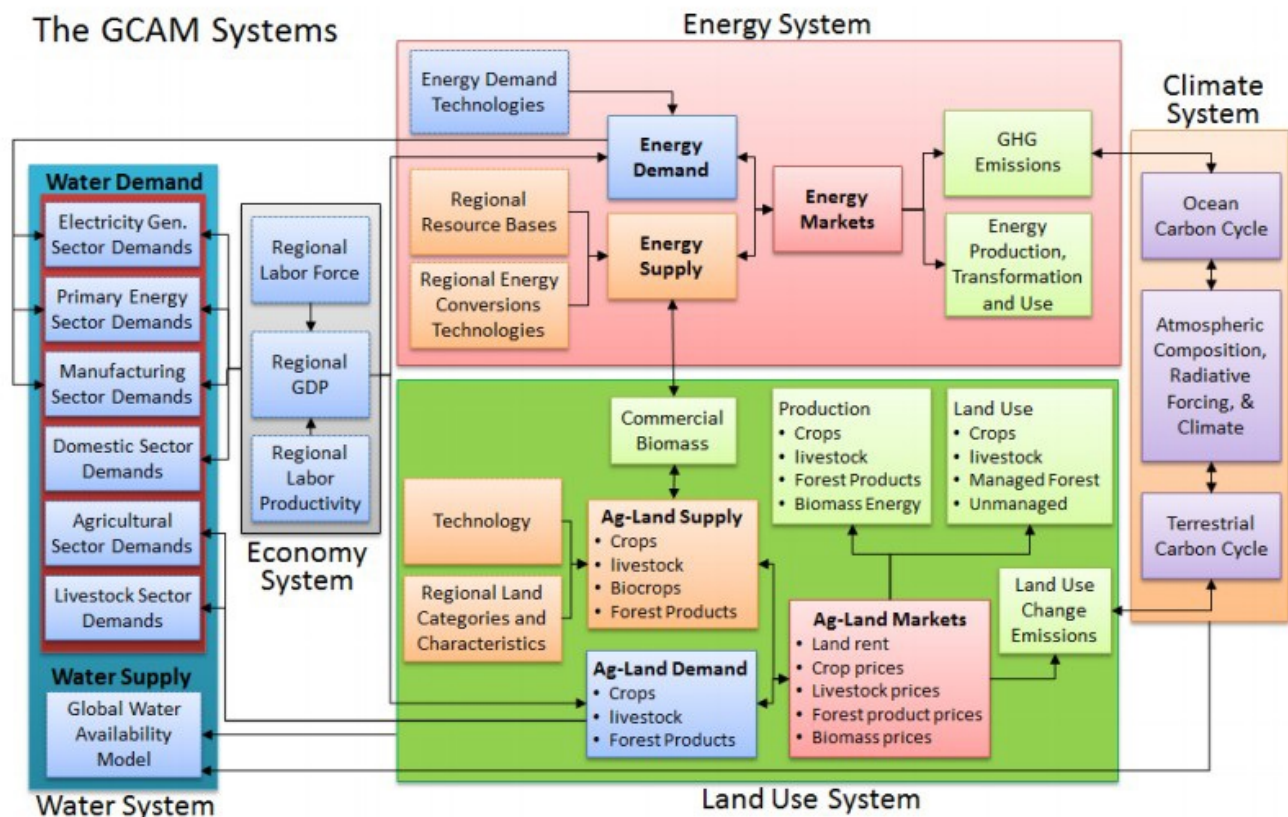 The GCAM Systems
Energy System
Climate
System
Energy Demand
Technologies
Energy
Demand
Regional
Resource Bases
Energy
Supply
Regional Energy
Conversions
Technologies
Energy
Markets
GHG
Emissions
Energy
Production,
Transformation
and Use
Ocean
Carbon Cycle
Atmospheric
Composition,
Radiative
Forcing, &
Climate
Terrestrial
Carbon Cycle
Water Demand
Electricity Gen.
Sector Demands
Primary Energy
Sector Demands
Manufacturing
Sector Demands
Domestic Sector
Demands
Agricultural
Sector Demands
Livestock Sector
Demands
Water Supply
Global Water
Availability
Model
Water System
Regional
Labor Force
Regional
GDP
Regional
Labor
Productivity
Economy
System
Commercial
Biomass
Production
• Crops
• livestock
• Forest Products
• Biomass Energy
Land Use
• Crops
• livestock
• Managed Forest
• Unmanaged
Technology
Regional Land
Categories and
Characteristics
Ag-Land Supply
• Crops
• livestock
• Biocrops
• Forest Products
Ag-Land Demand
• Crops
• livestock
• Forest Products
Ag-Land Markets
• Land rent
• Crop prices
• Livestock prices
• Forest product prices
• Biomass prices
Land Use
Change
Emissions
Land Use System